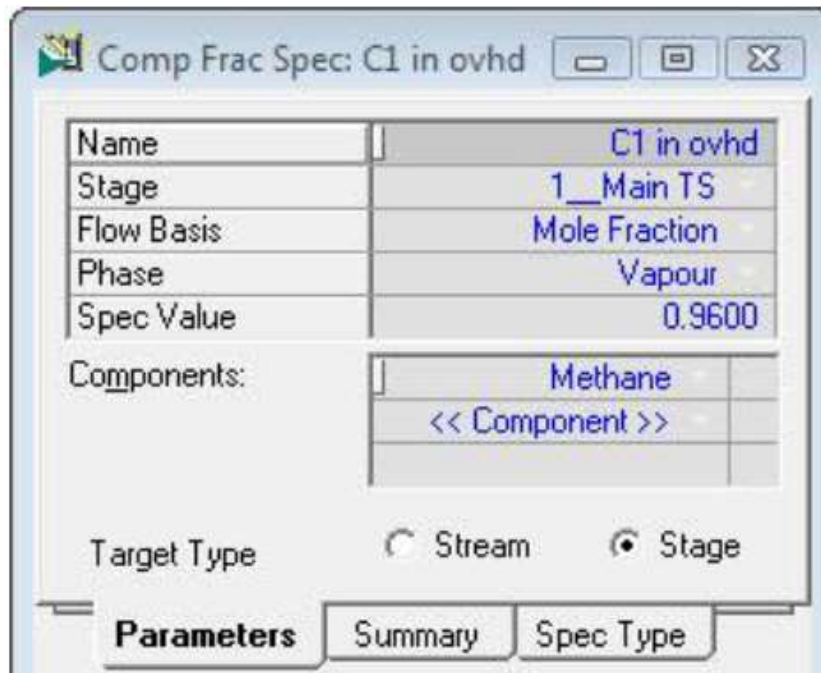 Comp Frac Spec: C1 in ovhd
Name C1 in ovhd
Stage 1__Main TS
Flow Basis Mole Fraction
Phase Vapour
Spec Value 0.9600
Components: Methane
<< Component >>
Target Type Stream Stage
Parameters Summary Spec Type